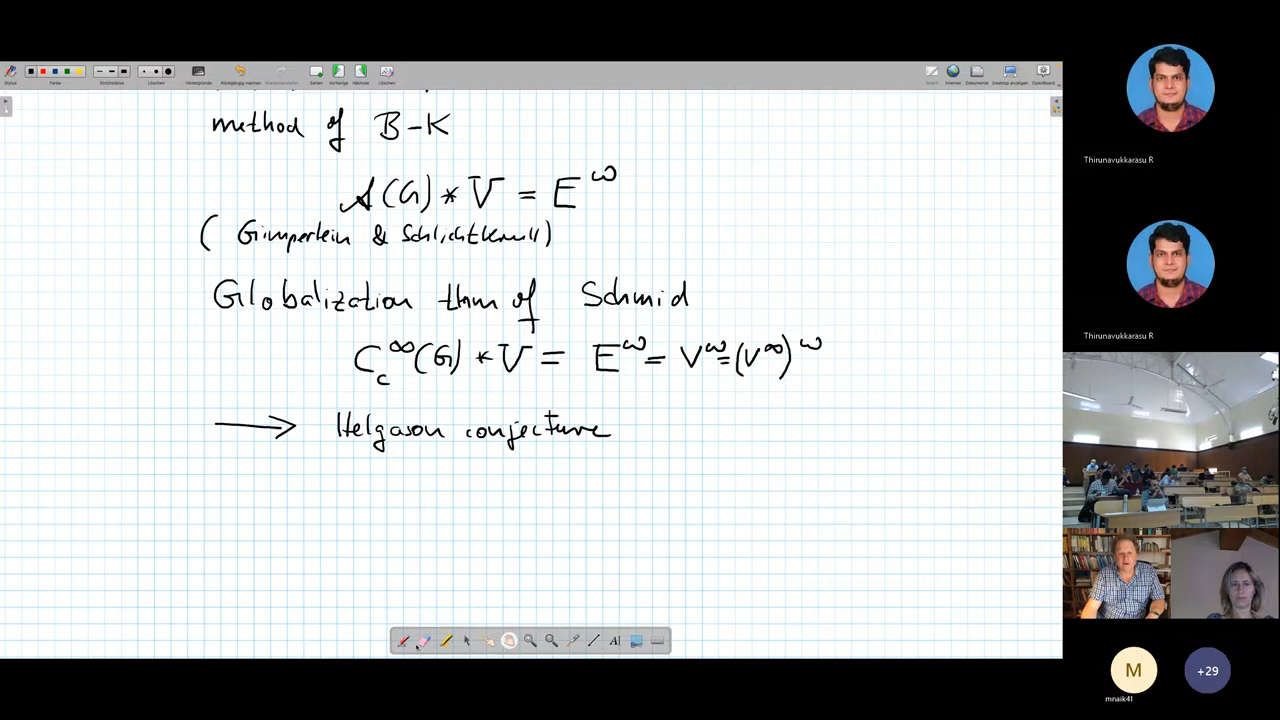 method of B-K
A(G) * V = E^ω
( Gimperlein & Schlichtkrull)
Globalization thm of Schmid
C_c^∞(G) * V = E^ω = V^ω = (V^∞)^ω
→ Helgason conjecture
Thirunavukkarasu R
Thirunavukkarasu R
M
+29
mnaik41